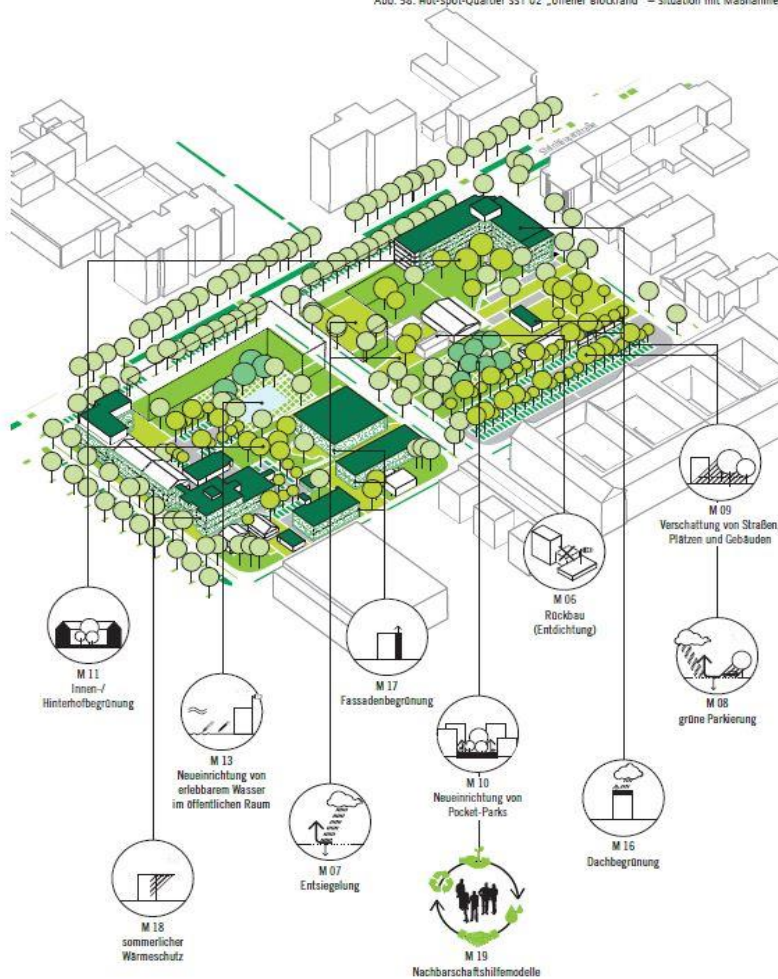 Abb. 58: Hot-Spot-Quartier SST 02 „offener Blockrand“ – Situation mit Maßnahme
M 09
Verschattung von Straßen
Plätzen und Gebäuden
M 06
Rückbau
(Entdichtung)
M 11
Innen-/
Hinterhofbegrünung
M 17
Fassadenbegrünung
M 08
grüne Parkierung
M 13
Neueinrichtung von
erlebbarem Wasser
im öffentlichen Raum
M 10
Neueinrichtung von
Pocket-Parks
M 07
Entsiegelung
M 16
Dachbegrünung
M 18
sommerlicher
Wärmeschutz
M 19
Nachbarschaftshilfemodelle